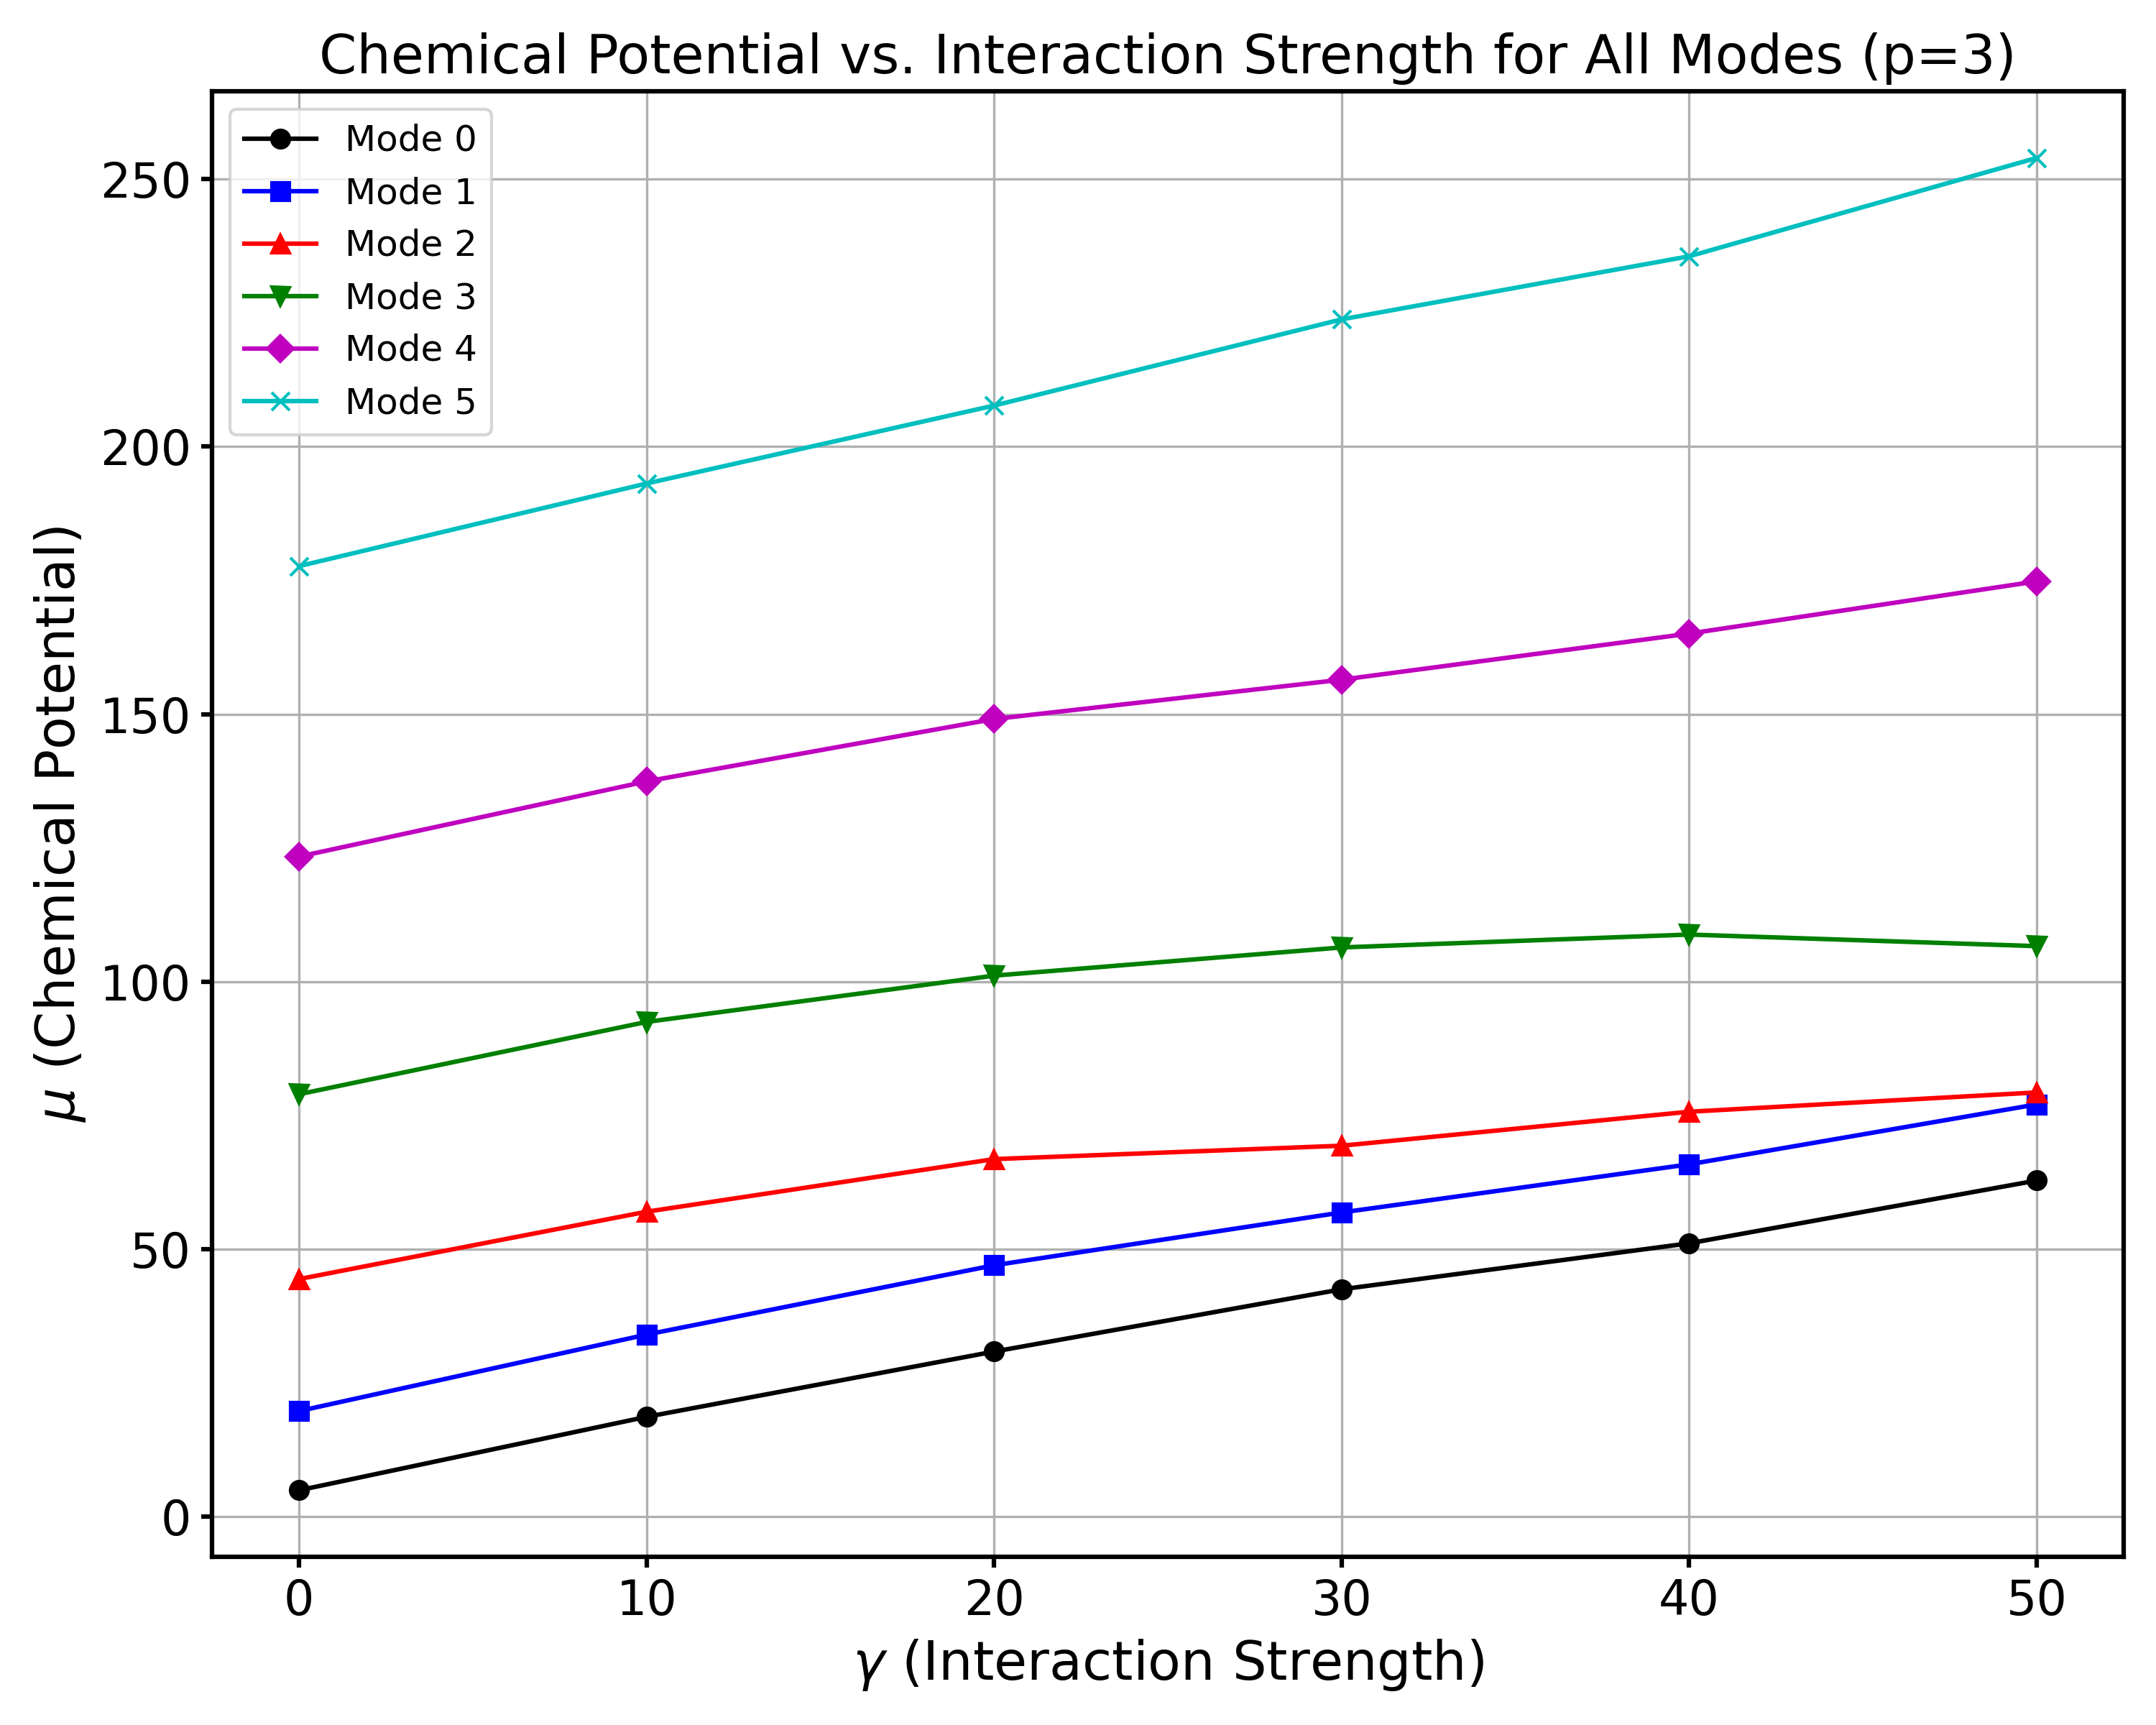 Chemical Potential vs. Interaction Strength for All Modes (p=3)
Mode 0
Mode 1
Mode 2
Mode 3
Mode 4
Mode 5
250
200
150
100
50
0
μ (Chemical Potential)
0 10 20 30 40 50
γ (Interaction Strength)